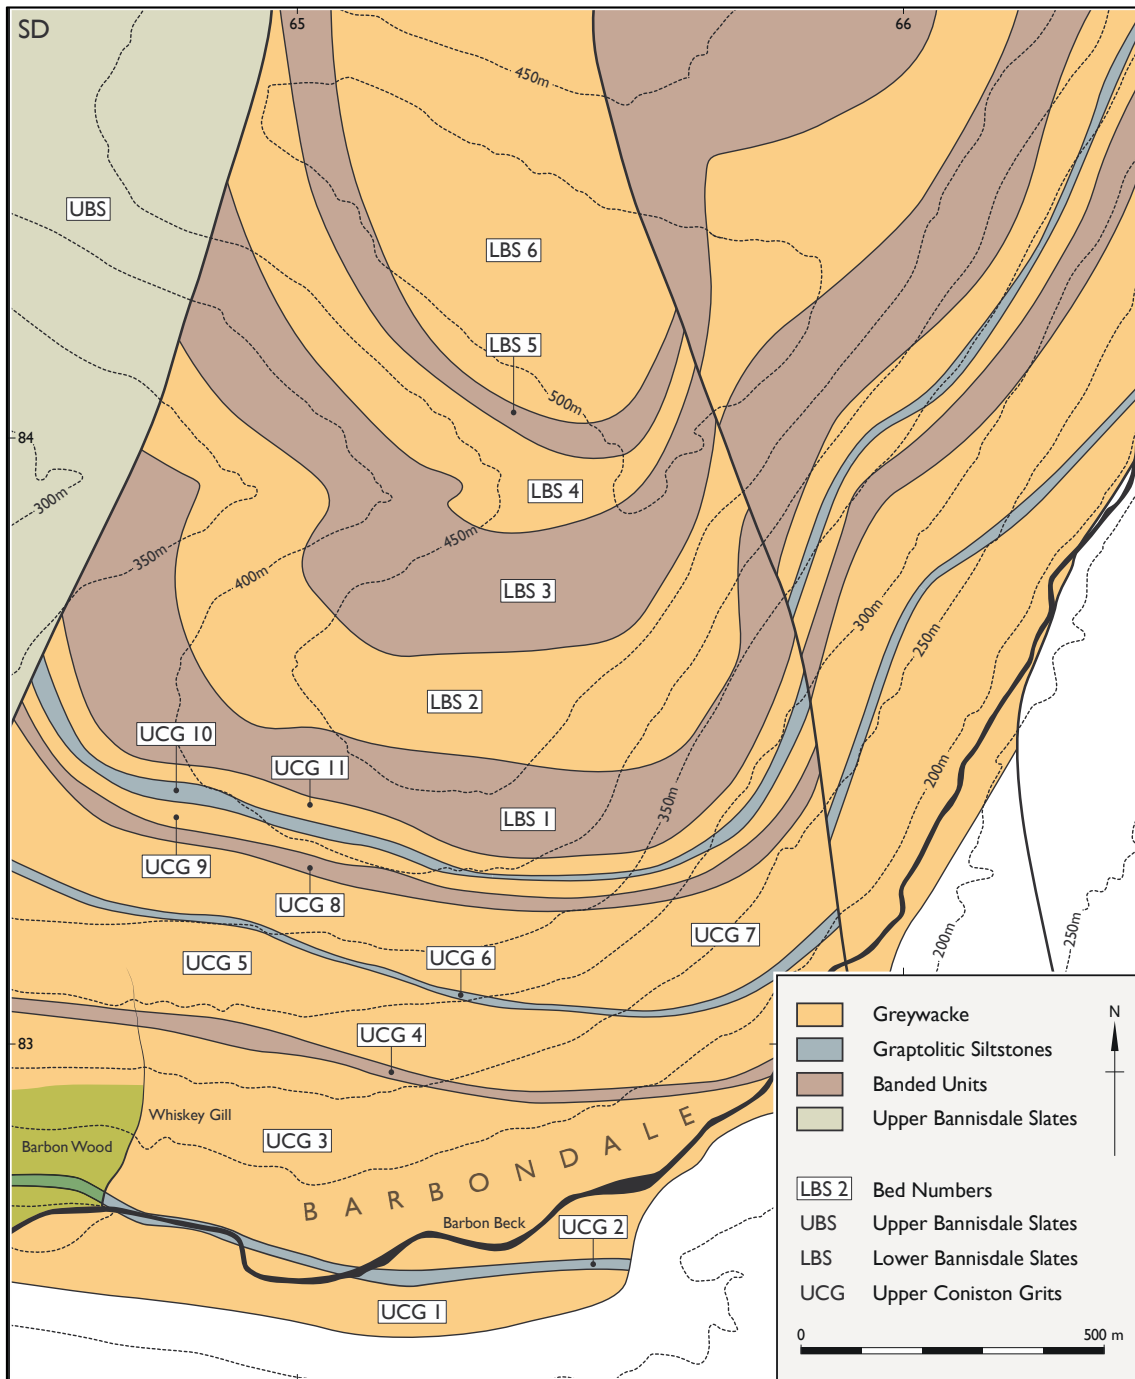 SD
65
66
450m
UBS
LBS 6
LBS 5
500m
84
LBS 4
300m
450m
350m
400m
LBS 3
300m
250m
LBS 2
UCG 10
UCG 11
200m
350m
LBS 1
UCG 9
UCG 8
UCG 7
200m
250m
UCG 5
UCG 6
83
UCG 4
Whiskey Gill
UCG 3
Barbon Wood
BARBONDALE
Barbon Beck
UCG 2
UCG 1
Greywacke
N
Graptolitic Siltstones
Banded Units
Upper Bannisdale Slates
LBS 2 Bed Numbers
UBS Upper Bannisdale Slates
LBS Lower Bannisdale Slates
UCG Upper Coniston Grits
0 500 m